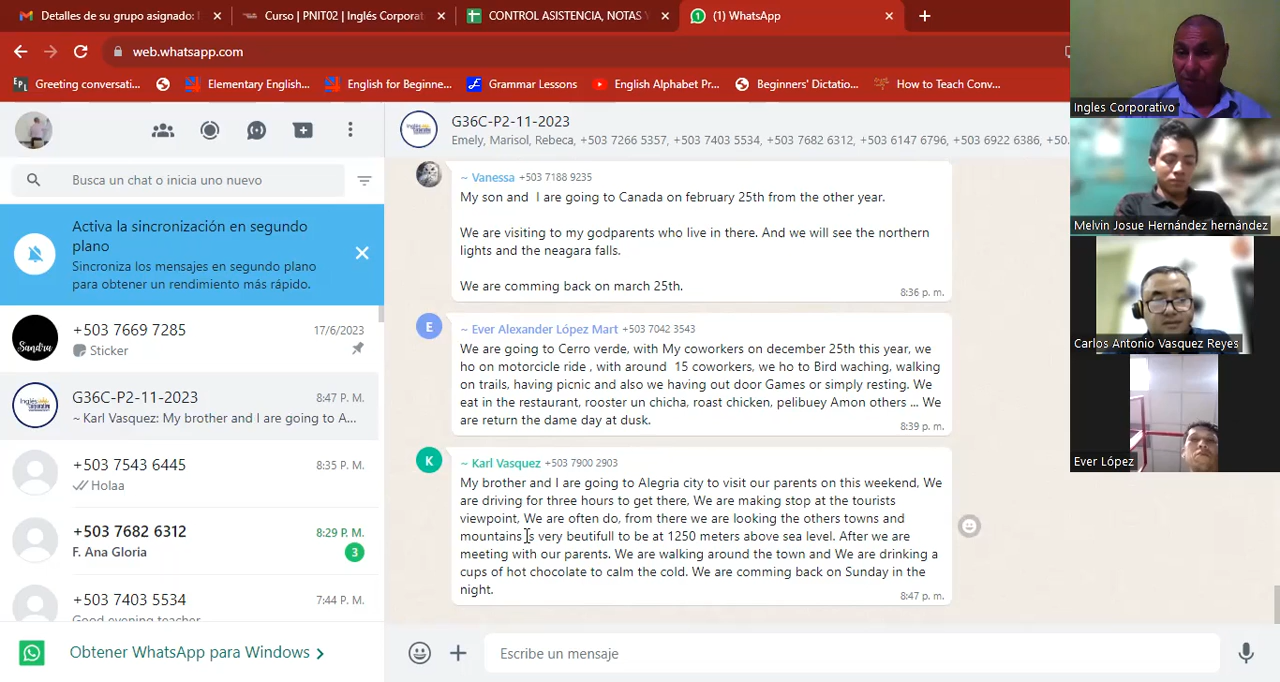 Detalles de su grupo asignado:
Curso | PNIT02 | Inglés Corporat
CONTROL ASISTENCIA, NOTAS Y
(1) WhatsApp
web.whatsapp.com
Greeting conversati...
Elementary English...
English for Beginne...
Grammar Lessons
English Alphabet Pr...
Beginners' Dictatio...
How to Teach Conv...
Busca un chat o inicia uno nuevo
Activa la sincronización en segundo
plano
Sincroniza los mensajes en segundo plano
para obtener un rendimiento más rápido.
Sandra
+503 7669 7285
17/6/2023
Sticker
G36C-P2-11-2023
8:47 P. M.
~ Karl Vasquez: My brother and I are going to A...
+503 7543 6445
8:35 P. M.
Holaa
+503 7682 6312
8:29 P. M.
F. Ana Gloria
3
+503 7403 5534
7:44 P. M.
Good evening teacher
Obtener WhatsApp para Windows
G36C-P2-11-2023
Emely, Marisol, Rebeca, +503 7266 5357, +503 7403 5534, +503 7682 6312, +503 6147 6796, +503 6922 6386, +50...
~ Vanessa +503 7188 9235
My son and I are going to Canada on february 25th from the other year.
We are visiting to my godparents who live in there. And we will see the northern
lights and the neagara falls.
We are comming back on march 25th.
8:36 p. m.
E
~ Ever Alexander López Mart +503 7042 3543
We are going to Cerro verde, with My coworkers on december 25th this year, we
ho on motorcicle ride , with around 15 coworkers, we ho to Bird waching, walking
on trails, having picnic and also we having out door Games or simply resting. We
eat in the restaurant, rooster un chicha, roast chicken, pelibuey Amon others ... We
are return the dame day at dusk.
8:39 p. m.
K
~ Karl Vasquez +503 7900 2903
My brother and I are going to Alegria city to visit our parents on this weekend, We
are driving for three hours to get there, We are making stop at the tourists
viewpoint, We are often do, from there we are looking the others towns and
mountains is very beutifull to be at 1250 meters above sea level. After we are
meeting with our parents. We are walking around the town and We are drinking a
cups of hot chocolate to calm the cold. We are comming back on Sunday in the
night.
8:47 p. m.
Escribe un mensaje
Ingles Corporativo
Melvin Josue Hernández hernández
Carlos Antonio Vasquez Reyes
Ever López